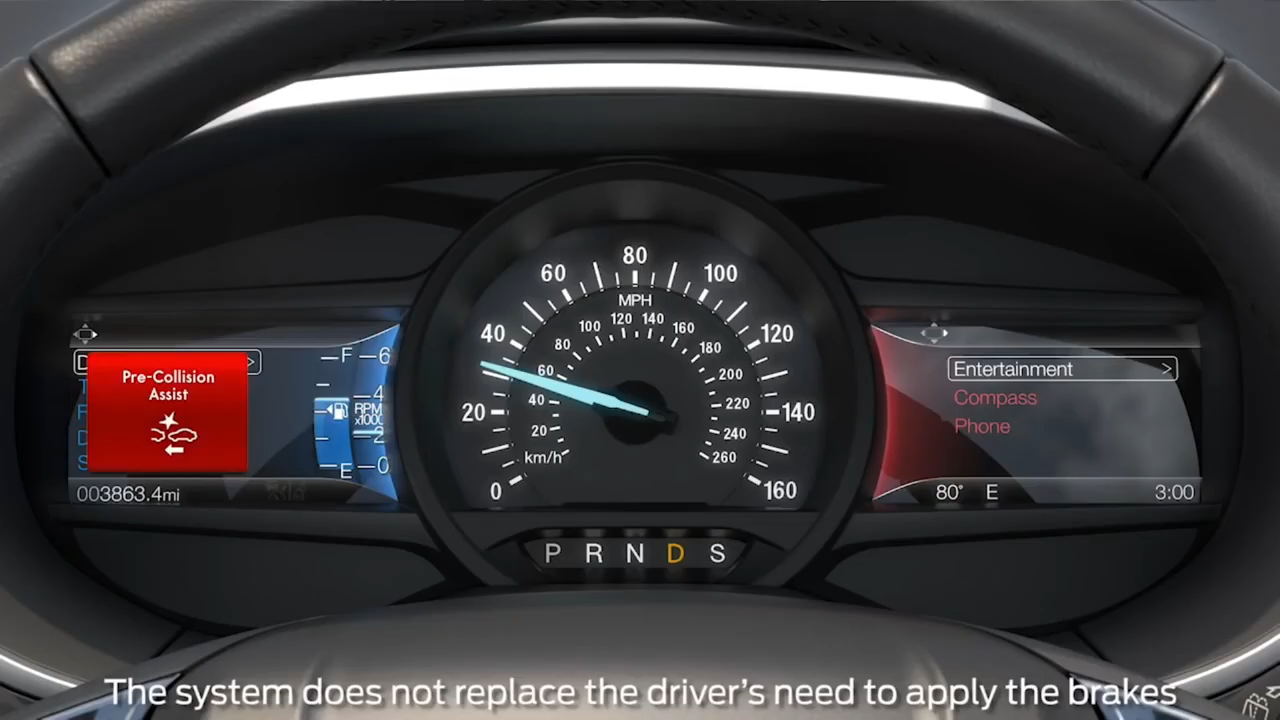 80
60
100
MPH
120 140
100
160
40
120
80
180
F 6
Entertainment >
Pre-Collision
Assist
60
200
4
40
Compass
RPM
x1000
20
220
140
2
20
240
Phone
km/h
260
E 0
0
160
003863.4mi
80° E
3:00
P R N D S
The system does not replace the driver's need to apply the brakes